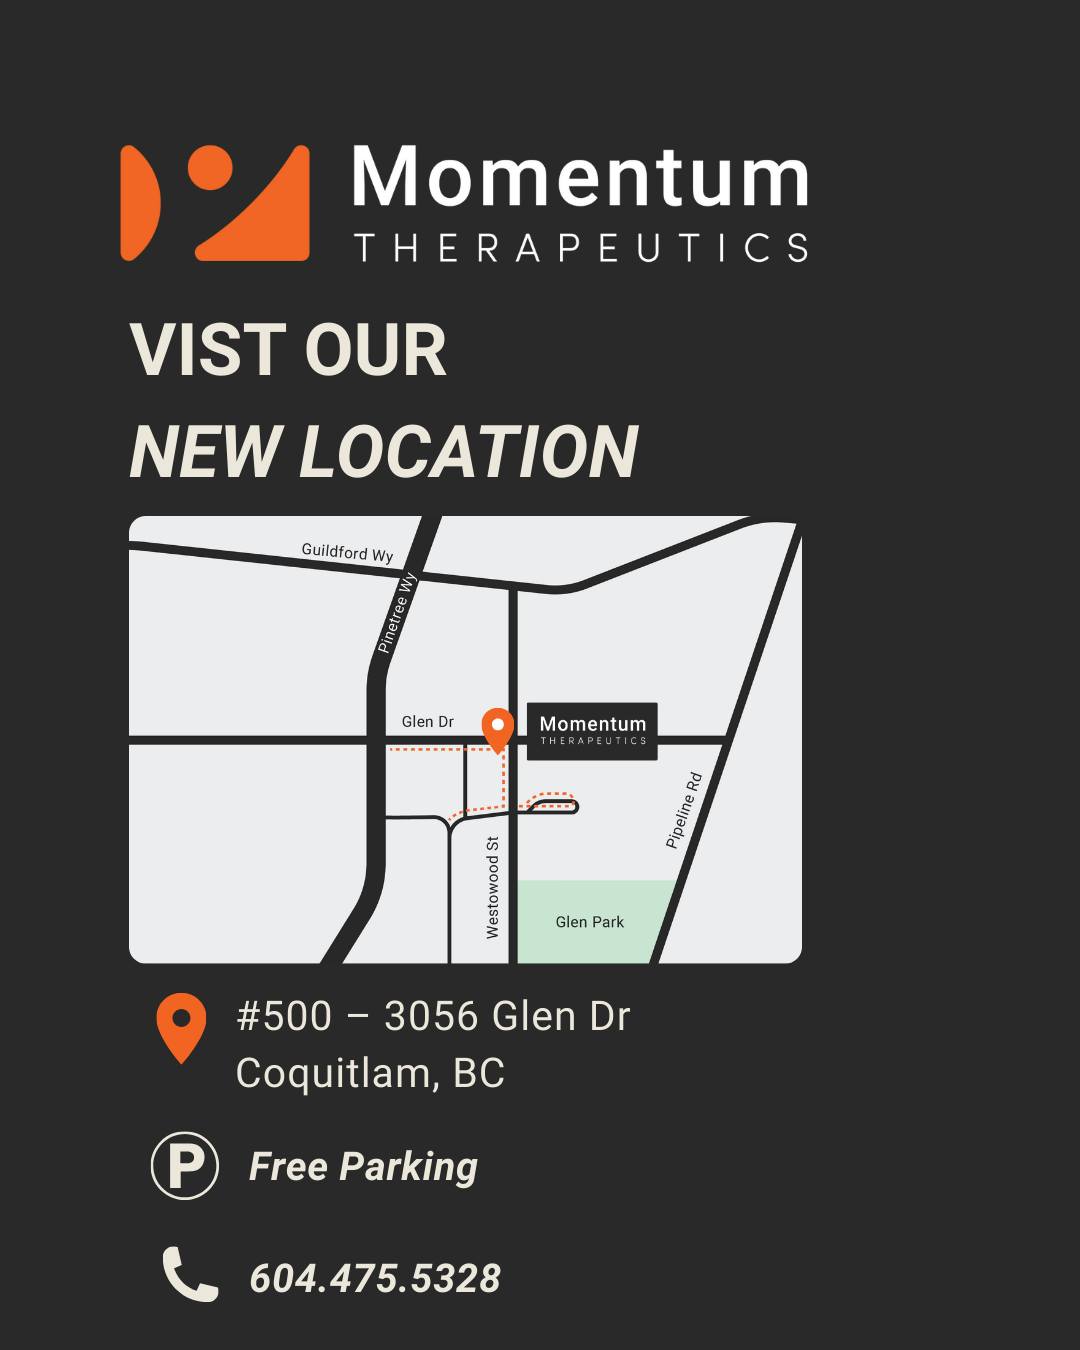 Momentum
THERAPEUTICS
VIST OUR
NEW LOCATION
Guildford Wy
Pinetree Wy
Glen Dr
Momentum
THERAPEUTICS
Pipeline Rd
Westowood St
Glen Park
#500 – 3056 Glen Dr
Coquitlam, BC
P
Free Parking
604.475.5328